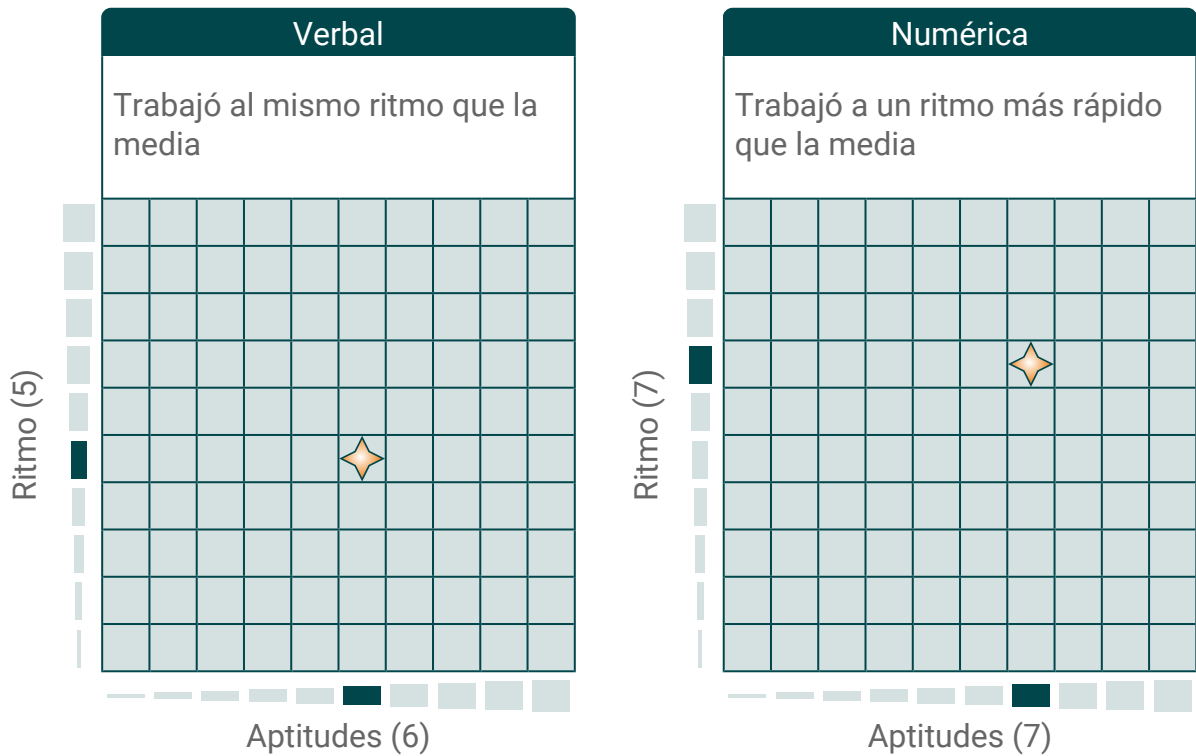 Verbal
Trabajó al mismo ritmo que la
media
Ritmo (5)
Aptitudes (6)
Numérica
Trabajó a un ritmo más rápido
que la media
Ritmo (7)
Aptitudes (7)